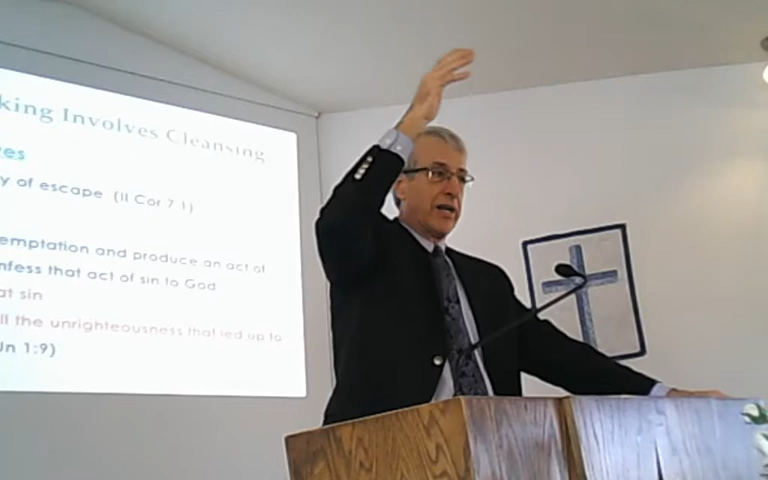 king Involves Cleansing
es
y of escape (II Cor 7 1)
emptation and produce an act of
nfess that act of sin to God
at sin
ll the unrighteousness that led up to
Jn 1:9)